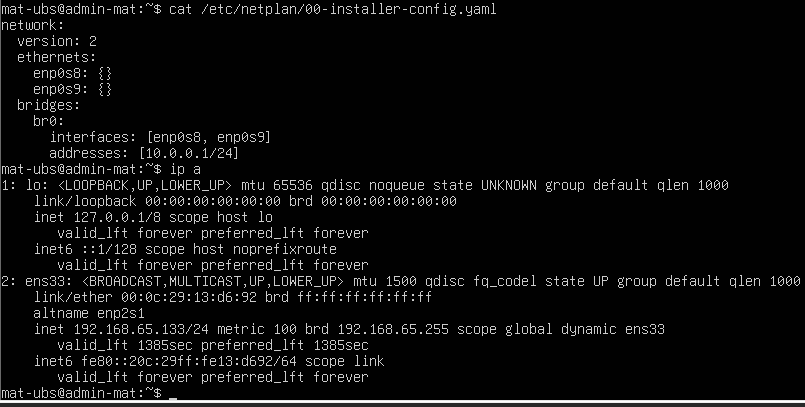 mat-ubs@admin-mat:~$ cat /etc/netplan/00-installer-config.yaml
network:
  version: 2
  ethernets:
    enp0s8: {}
    enp0s9: {}
  bridges:
    br0:
      interfaces: [enp0s8, enp0s9]
      addresses: [10.0.0.1/24]
mat-ubs@admin-mat:~$ ip a
1: lo: <LOOPBACK,UP,LOWER_UP> mtu 65536 qdisc noqueue state UNKNOWN group default qlen 1000
    link/loopback 00:00:00:00:00:00 brd 00:00:00:00:00:00
    inet 127.0.0.1/8 scope host lo
       valid_lft forever preferred_lft forever
    inet6 ::1/128 scope host noprefixroute
       valid_lft forever preferred_lft forever
2: ens33: <BROADCAST,MULTICAST,UP,LOWER_UP> mtu 1500 qdisc fq_codel state UP group default qlen 1000
    link/ether 00:0c:29:13:d6:92 brd ff:ff:ff:ff:ff:ff
    altname enp2s1
    inet 192.168.65.133/24 metric 100 brd 192.168.65.255 scope global dynamic ens33
       valid_lft 1385sec preferred_lft 1385sec
    inet6 fe80::20c:29ff:fe13:d692/64 scope link
       valid_lft forever preferred_lft forever
mat-ubs@admin-mat:~$ _